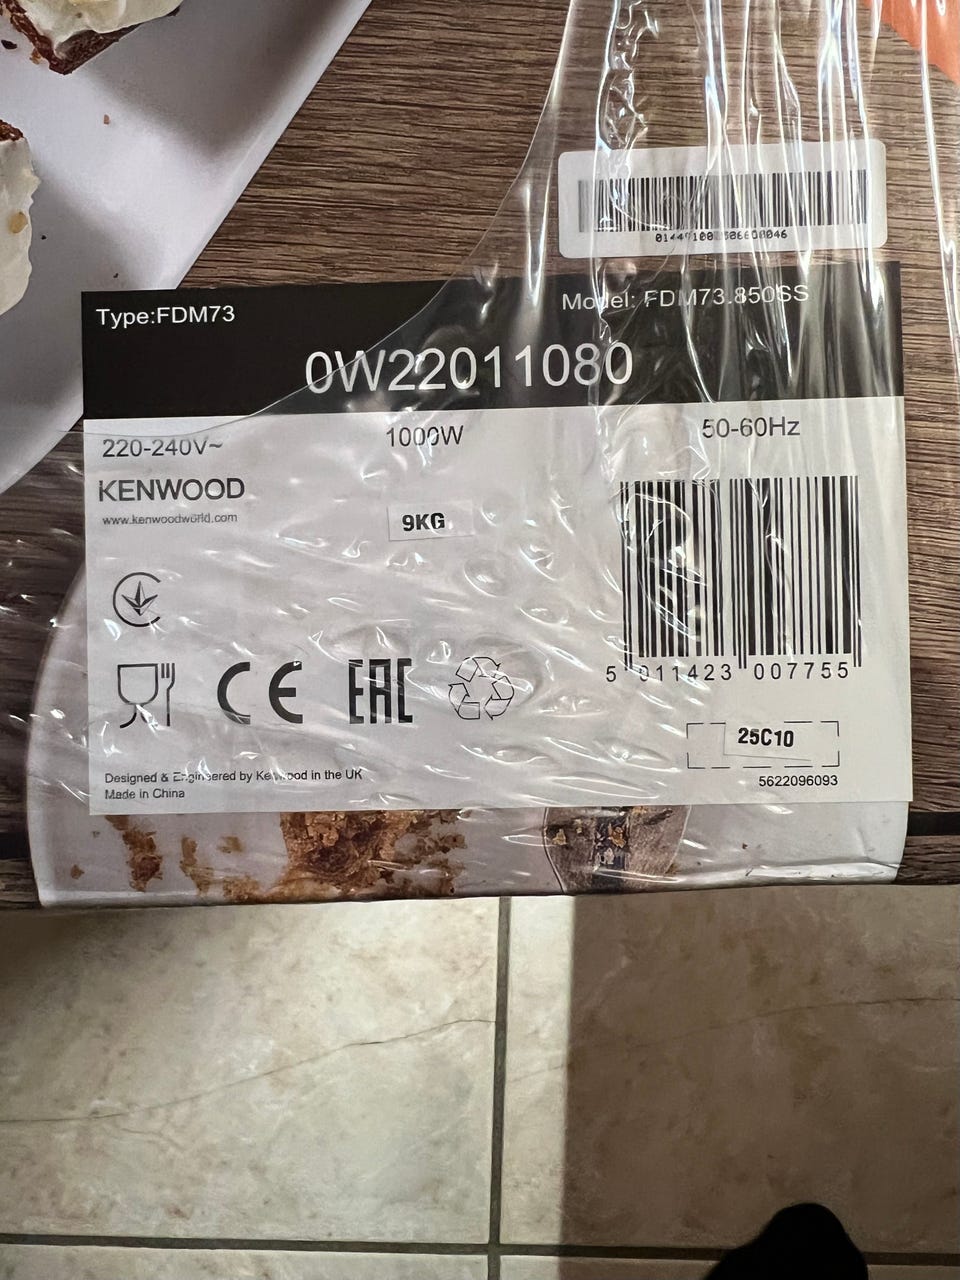 Type:FDM73
Model: FDM73.850SS
0W22011080
220-240V~
1000W
50-60Hz
KENWOOD
www.kenwoodworld.com
9KG
CE
EAC
5 011423 007755
25C10
5622096093
Designed & Engineered by Kenwood in the UK
Made in China